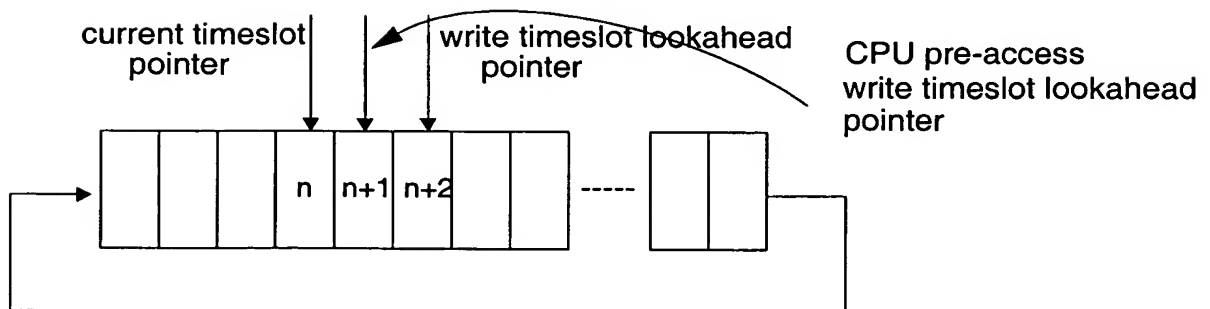 current timeslot
pointer
write timeslot lookahead
pointer
CPU pre-access
write timeslot lookahead
pointer
n n+1 n+2 -----